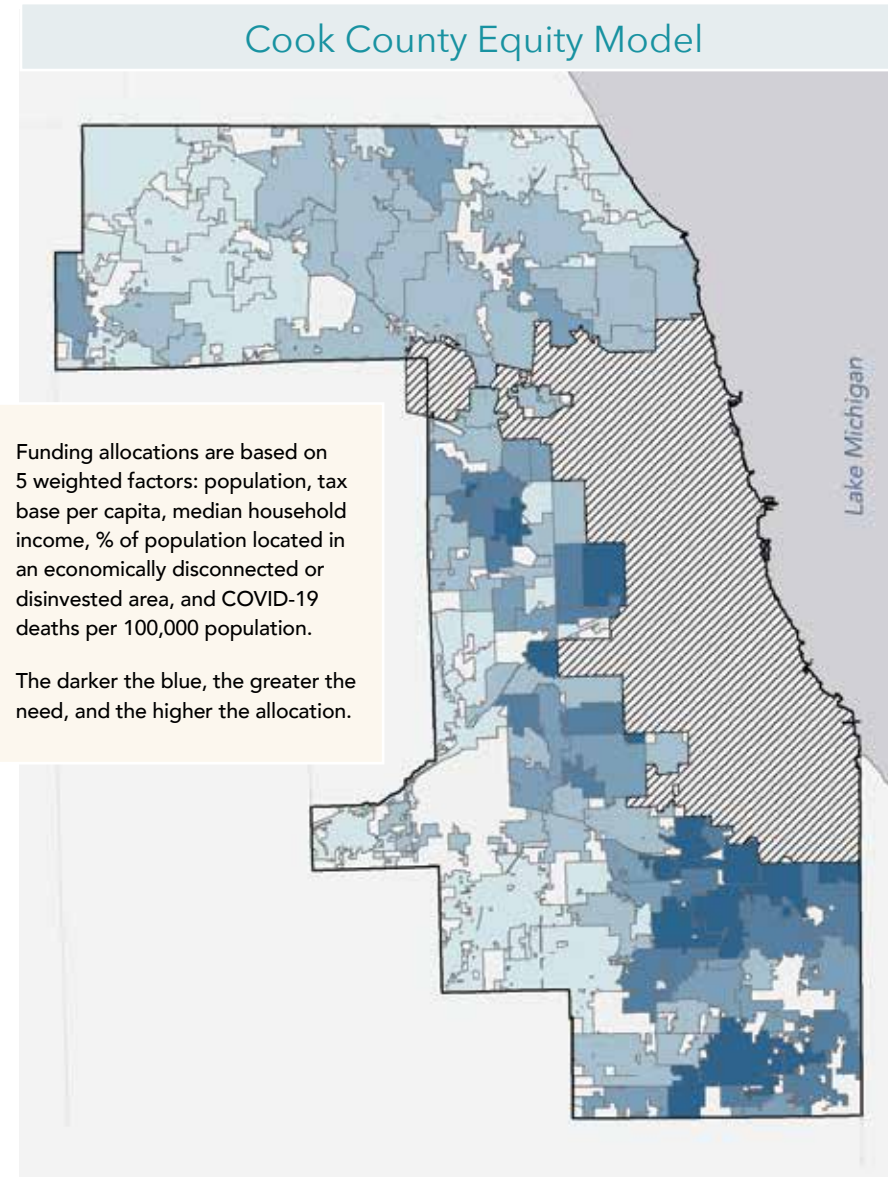 Cook County Equity Model
Lake Michigan
Funding allocations are based on
5 weighted factors: population, tax
base per capita, median household
income, % of population located in
an economically disconnected or
disinvested area, and COVID-19
deaths per 100,000 population.
The darker the blue, the greater the
need, and the higher the allocation.